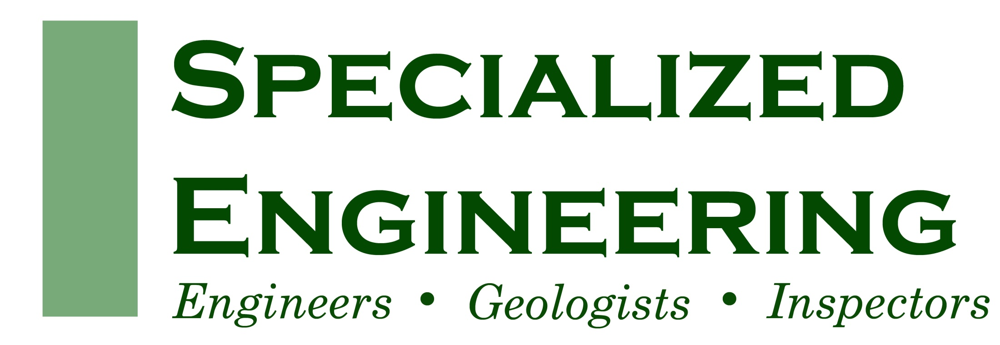 SPECIALIZED
ENGINEERING
Engineers • Geologists • Inspectors